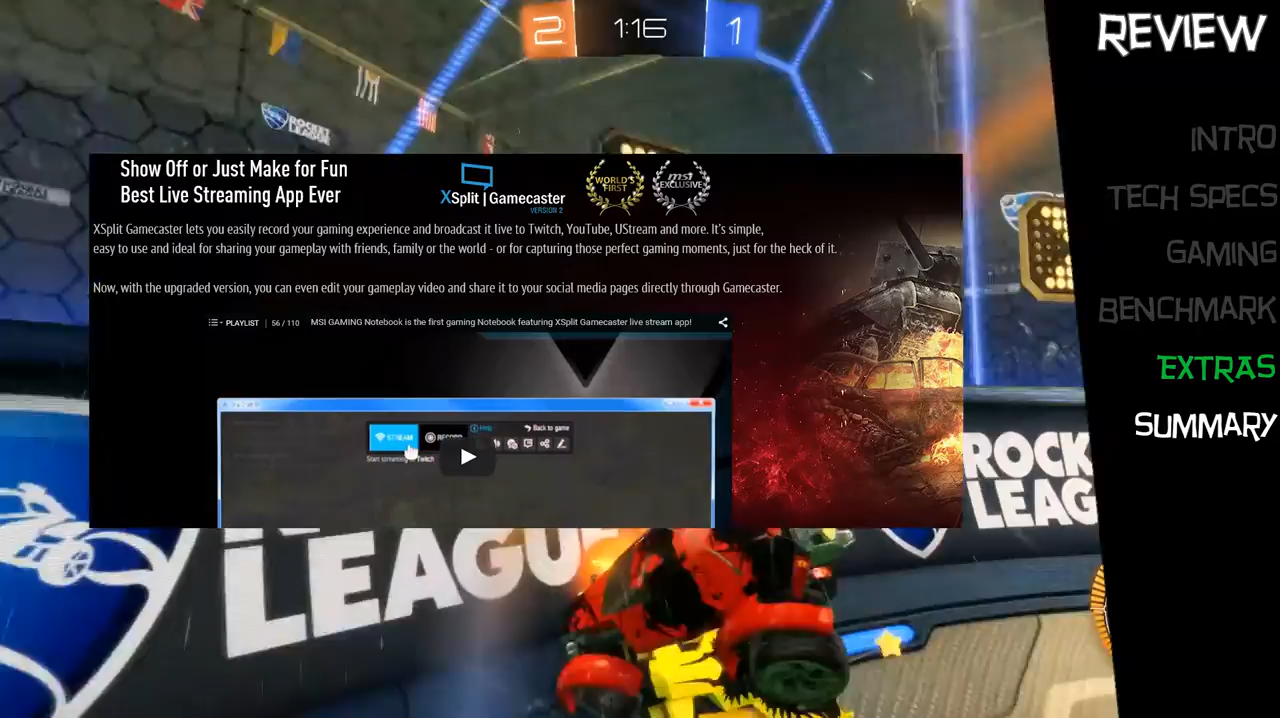 2 1:16 1
REVIEW
ROCKET
LEAGUE
INTRO
TECH SPECS
GAMING
BENCHMARK
EXTRAS
SUMMARY
Show Off or Just Make for Fun
Best Live Streaming App Ever
XSplit | Gamecaster
VERSION 2
WORLD'S
FIRST
msi
EXCLUSIVE
XSplit Gamecaster lets you easily record your gaming experience and broadcast it live to Twitch, YouTube, UStream and more. It's simple,
easy to use and ideal for sharing your gameplay with friends, family or the world - or for capturing those perfect gaming moments, just for the heck of it.
Now, with the upgraded version, you can even edit your gameplay video and share it to your social media pages directly through Gamecaster.
PLAYLIST | 56 / 110 MSI GAMING Notebook is the first gaming Notebook featuring XSplit Gamecaster live stream app!
STREAM
RECORD
Help
Back to game
Start streaming Twitch
ROCK
LEAG
LEAGU